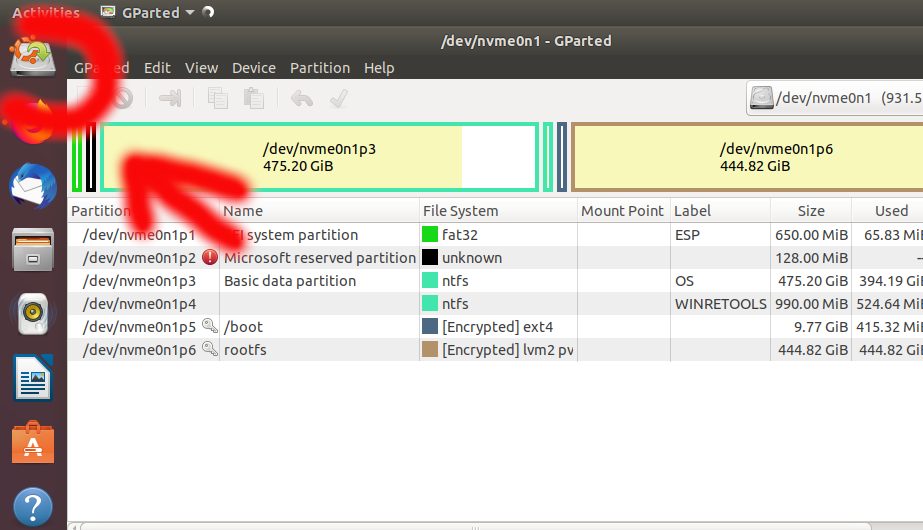 Activities GParted
/dev/nvme0n1 - GParted
GParted Edit View Device Partition Help
/dev/nvme0n1 (931.5
/dev/nvme0n1p3
475.20 GiB
/dev/nvme0n1p6
444.82 GiB
Partition Name File System Mount Point Label Size Used
/dev/nvme0n1p1 EFI system partition fat32 ESP 650.00 MiB 65.83 MiB
/dev/nvme0n1p2 Microsoft reserved partition unknown 128.00 MiB --
/dev/nvme0n1p3 Basic data partition ntfs OS 475.20 GiB 394.19 GiB
/dev/nvme0n1p4 ntfs WINRETOOLS 990.00 MiB 524.64 MiB
/dev/nvme0n1p5 /boot [Encrypted] ext4 9.77 GiB 415.32 MiB
/dev/nvme0n1p6 rootfs [Encrypted] lvm2 pv 444.82 GiB 444.82 GiB